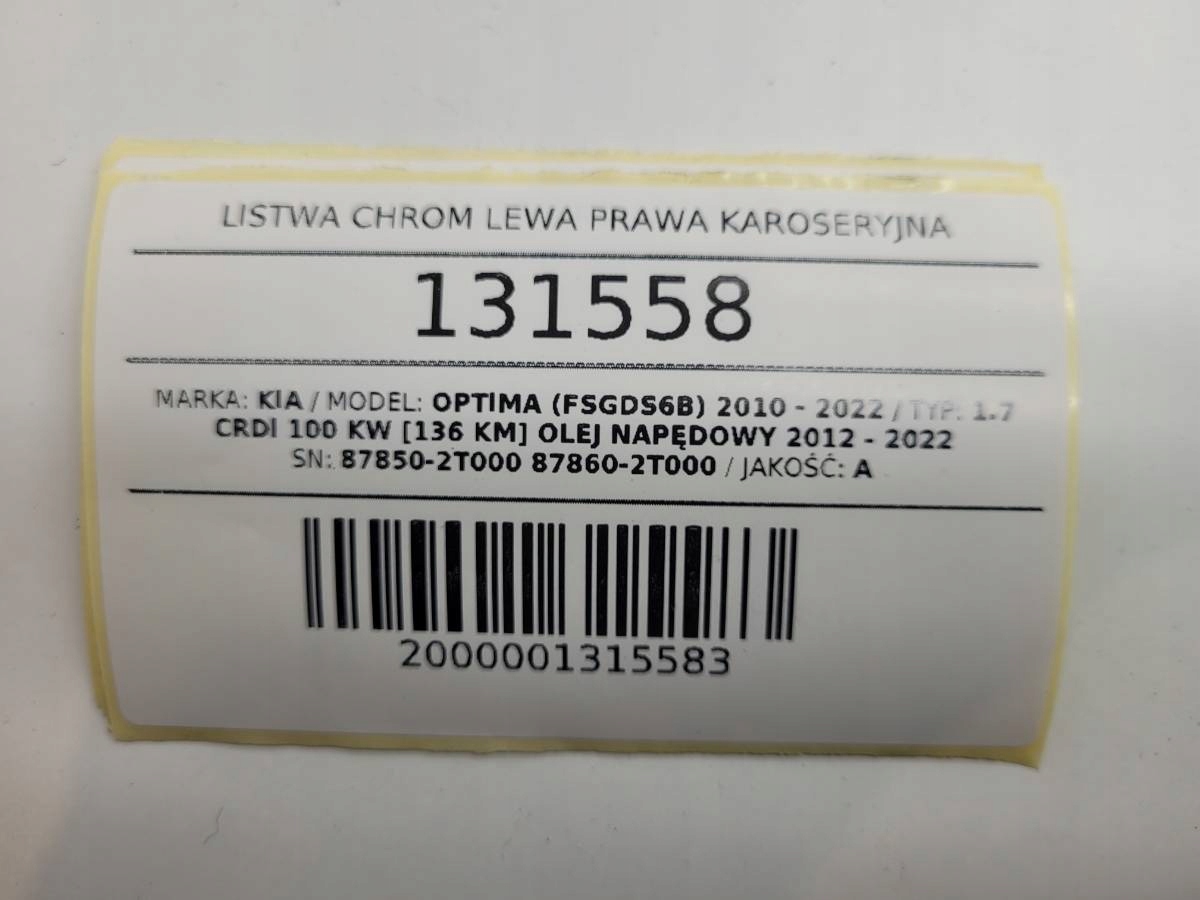 LISTWA CHROM LEWA PRAWA KAROSERYJNA
131558
MARKA: KIA / MODEL: OPTIMA (FSGDS6B) 2010 - 2022 / TYP: 1.7
CRDI 100 KW [136 KM] OLEJ NAPĘDOWY 2012 - 2022
SN: 87850-2T000 87860-2T000 / JAKOŚĆ: A
2000001315583